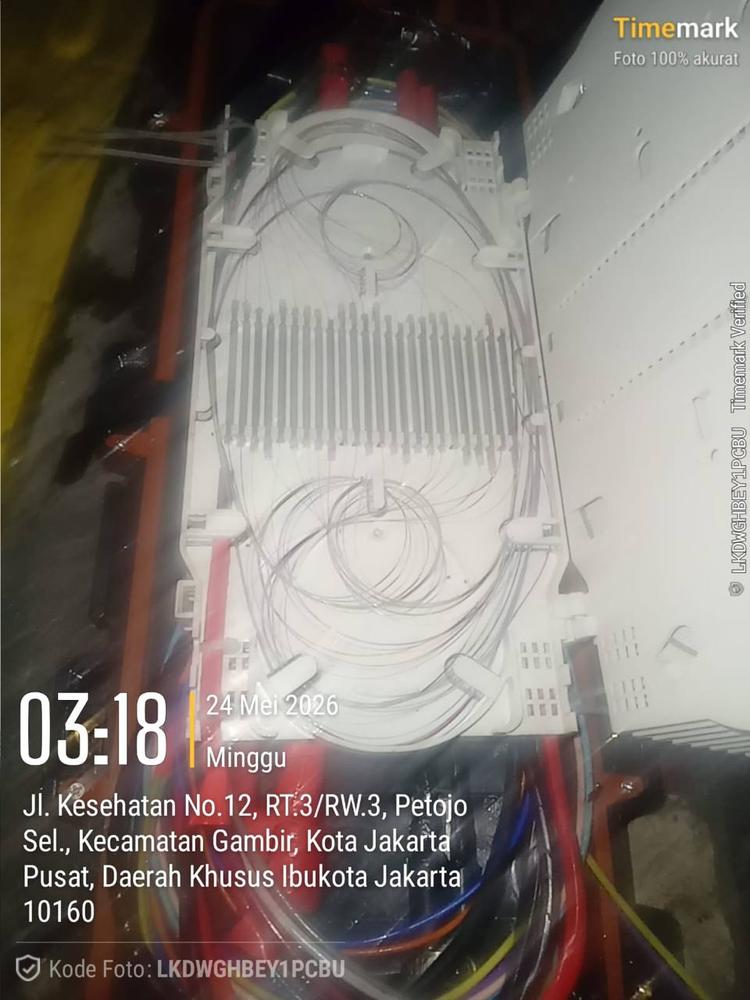 Timemark
Foto 100% akurat
LKDWGHBEY1PCBU Timemark Verified
03:18
24 Mei 2026
Minggu
Jl. Kesehatan No.12, RT.3/RW.3, Petojo
Sel., Kecamatan Gambir, Kota Jakarta
Pusat, Daerah Khusus Ibukota Jakarta
10160
Kode Foto: LKDWGHBEY1PCBU